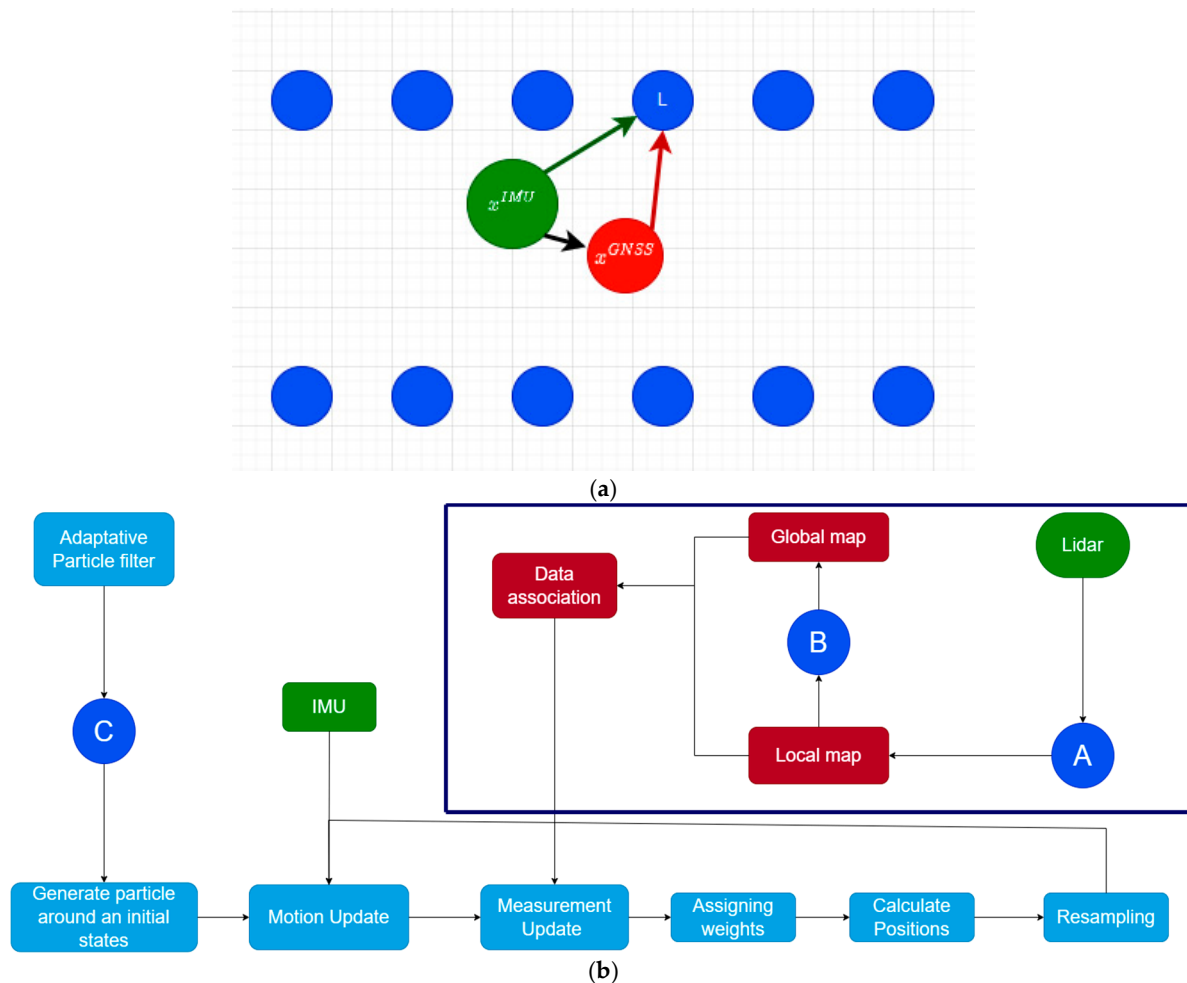 L
x^{IMU}
x^{GNSS}
(a)
Adaptative
Particle filter
Global map
Lidar
Data
association
B
C
IMU
Local map
A
Generate particle
around an initial
states
Motion Update
Measurement
Update
Assigning
weights
Calculate
Positions
Resampling
(b)